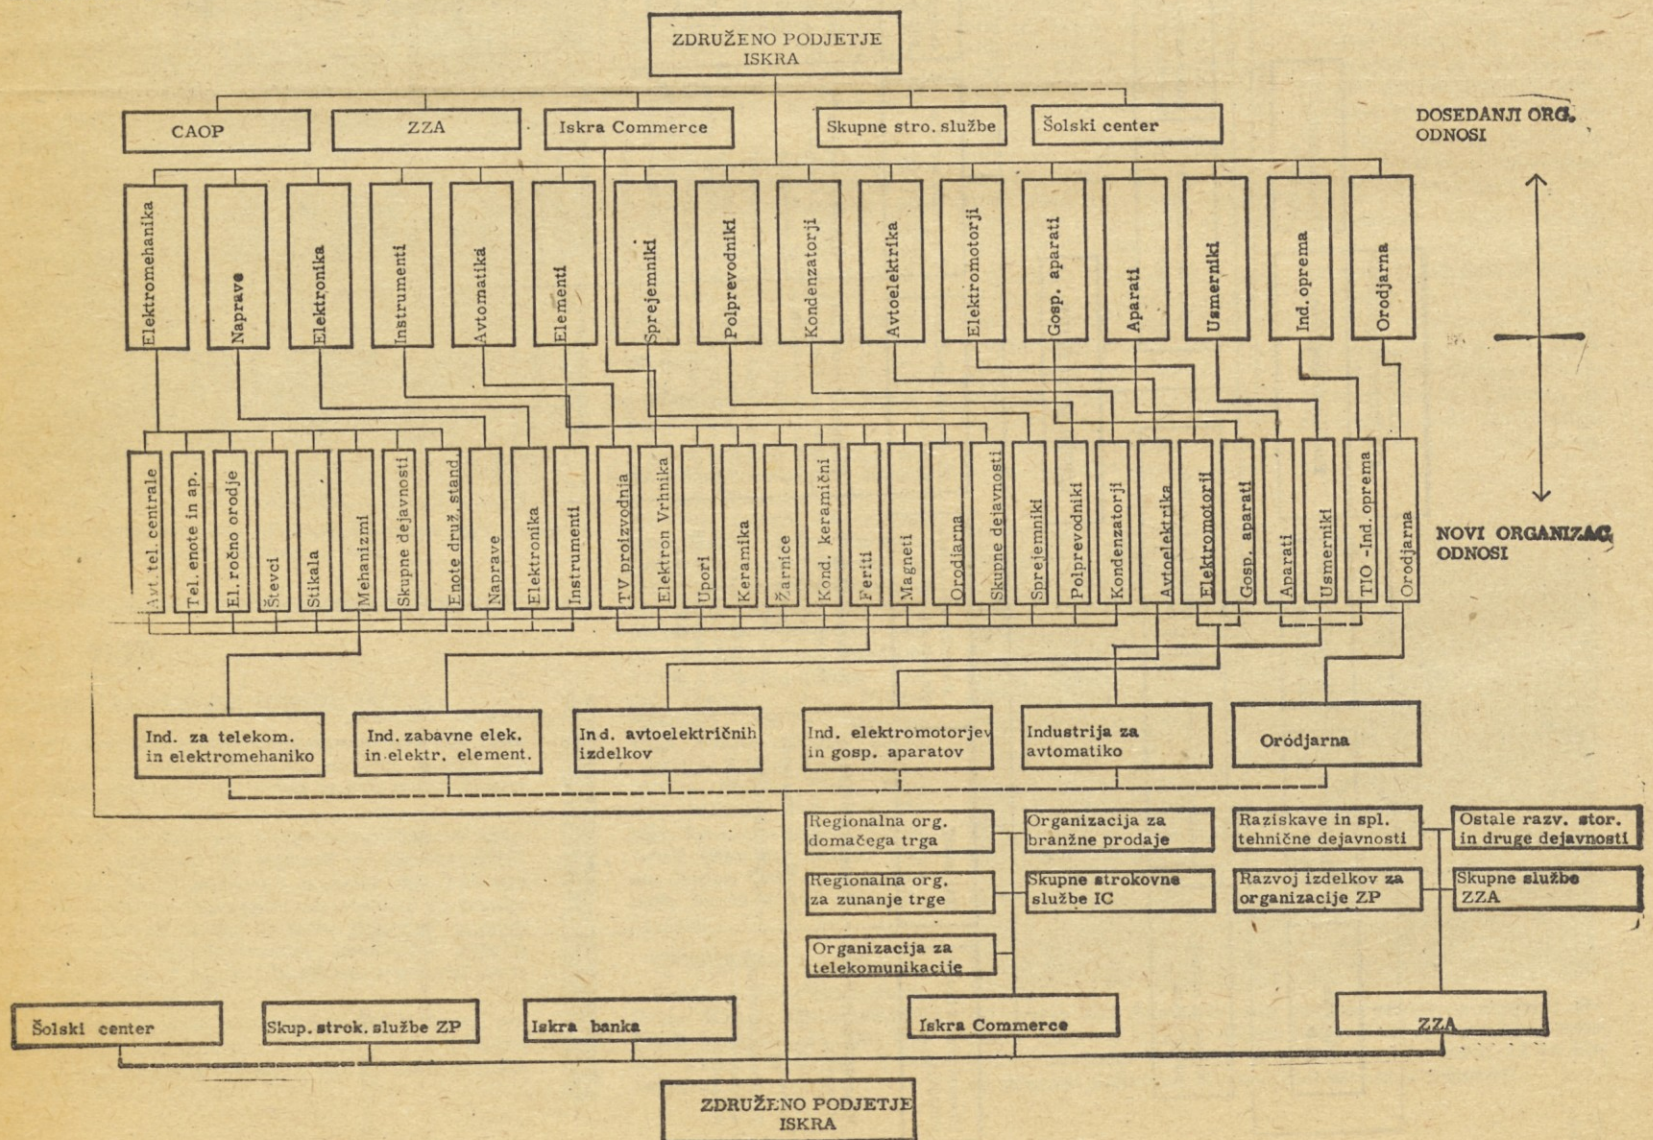 ZDRUŽENO PODJETJE
ISKRA
CAOP
ZZA
Iskra Commerce
Skupne stro. službe
Šolski center
DOSEDANJI ORG.
ODNOSI
Elektromehanika
Naprave
Elektronika
Instrumenti
Avtomatika
Elementi
Sprejemniki
Polprevodniki
Kondenzatorji
Avtoelektrika
Elektromotorji
Gosp. aparati
Aparati
Usmerniki
Ind. oprema
Orodjarna
Avt. tel. centrale
Tel. enote in ap.
El. ročno orodje
Števci
Stikala
Mehanizmi
Skupne dejavnosti
Enote druž. stand.
Naprave
Elektronika
Instrumenti
TV proizvodnja
Elektron Vrhnika
Upori
Keramika
Žarnice
Kond. keramični
Feriti
Magneti
Orodjarna
Skupne dejavnosti
Sprejemniki
Polprevodniki
Kondenzatorji
Avtoelektrika
Elektromotorji
Gosp. aparati
Aparati
Usmerniki
TIO - Ind. oprema
Orodjarna
NOVI ORGANIZAC
ODNOSI
Ind. za telekom.
in elektromehaniko
Ind. zabavne elek.
in elektr. element.
Ind. avtoelektričnih
izdelkov
Ind. elektromotorjev
in gosp. aparatov
Industrija za
avtomatiko
Orodjarna
Regionalna org.
domačega trga
Organizacija za
branžne prodaje
Raziskave in spl.
tehnične dejavnosti
Ostale razv. stor.
in druge dejavnosti
Regionalna org.
za zunanje trge
Skupne strokovne
službe IC
Razvoj izdelkov za
organizacije ZP
Skupne službe
ZZA
Organizacija za
telekomunikacije
Šolski center
Skup. strok. službe ZP
Iskra banka
Iskra Commerce
ZZA
ZDRUŽENO PODJETJE
ISKRA